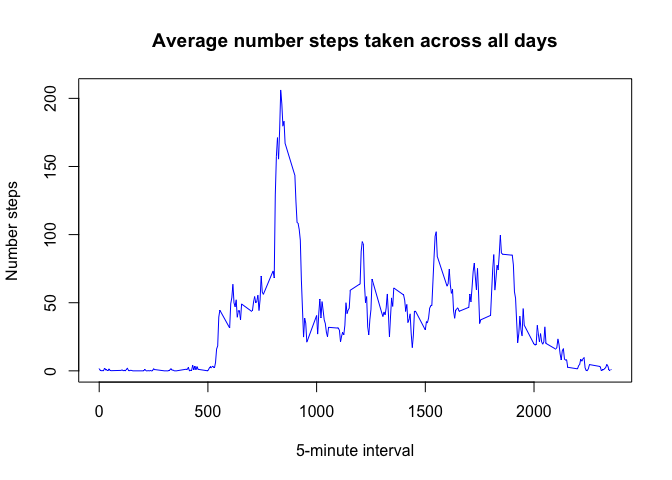 Average number steps taken across all days
Number steps
200
150
100
50
0
0 500 1000 1500 2000
5-minute interval